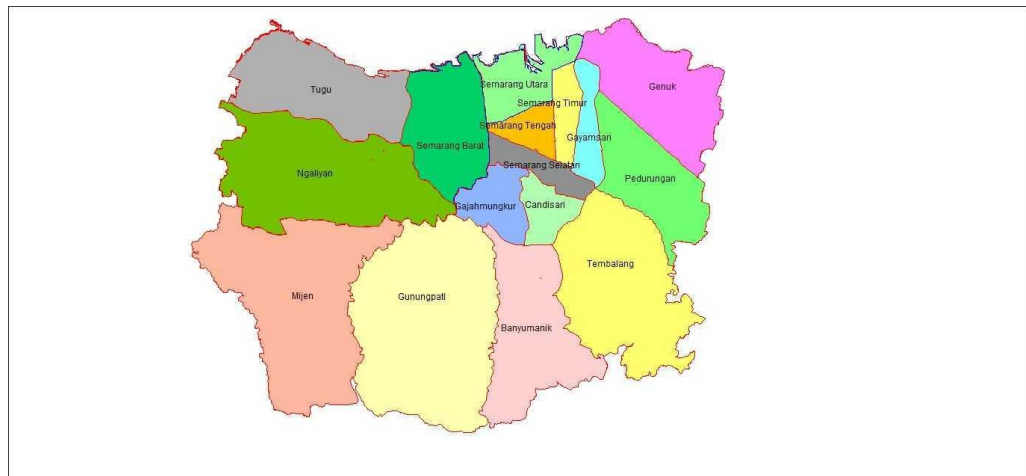 Tugu
Semarang Utara
Genuk
Semarang Timur
Semarang Tengah
Gayamsari
Semarang Barat
Semarang Selatan
Ngaliyan
Pedurungan
Gajahmungkur
Candisari
Tembalang
Mijen
Gunungpati
Banyumanik